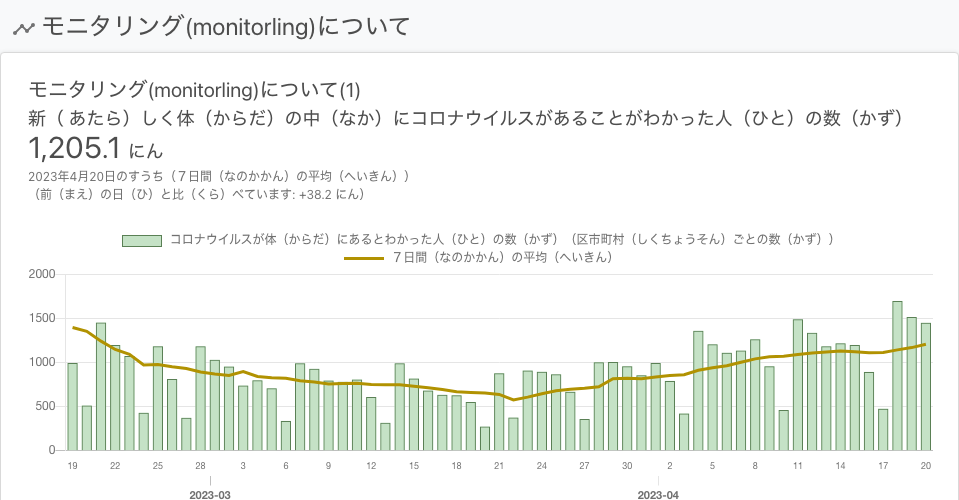 モニタリング(monitorling)について
モニタリング(monitorling)について(1)
新（ あたら）しく体（からだ）の中（なか）にコロナウイルスがあることがわかった人（ひと）の数（かず）
1,205.1 にん
2023年4月20日のすうち（７日間（なのかかん）の平均（へいきん））
（前（まえ）の日（ひ）と比（くら）べています: +38.2 にん）
コロナウイルスが体（からだ）にあるとわかった人（ひと）の数（かず）（区市町村（しくちょうそん）ごとの数（かず））
７日間（なのかかん）の平均（へいきん）
2000
1500
1000
500
0
19 22 25 28 3 6 9 12 15 18 21 24 27 30 2 5 8 11 14 17 20
2023-03 2023-04